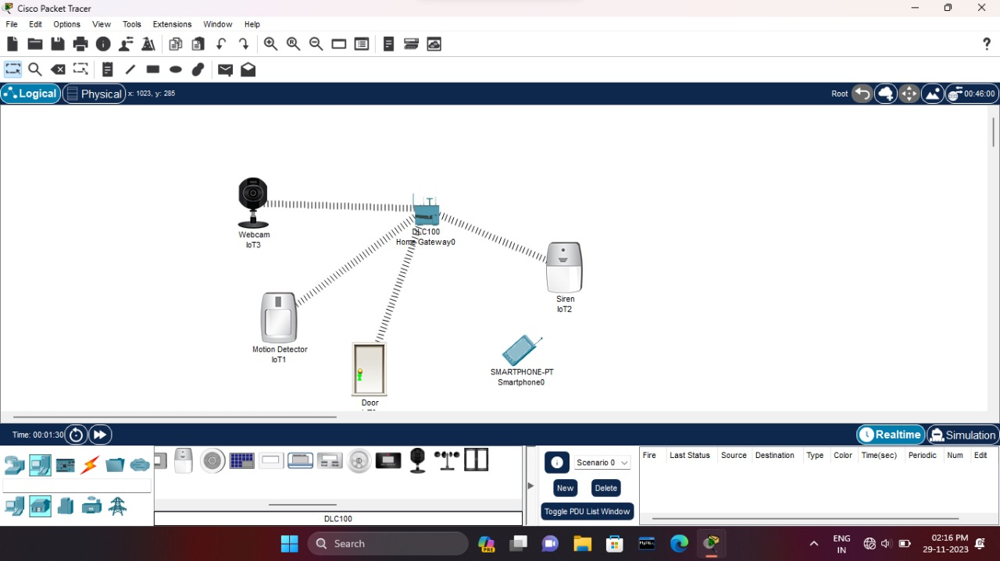 Cisco Packet Tracer
File Edit Options View Tools Extensions Window Help
Logical Physical x: 1023, y: 285 Root 00:46:00
Webcam
IoT3
DLC100
Home Gateway0
Siren
IoT2
Motion Detector
IoT1
SMARTPHONE-PT
Smartphone0
Door
Time: 00:01:30 Realtime Simulation
Fire Last Status Source Destination Type Color Time(sec) Periodic Num Edit
Scenario 0
New Delete
Toggle PDU List Window
DLC100
Search
PRE
ENG
IN
02:16 PM
29-11-2023